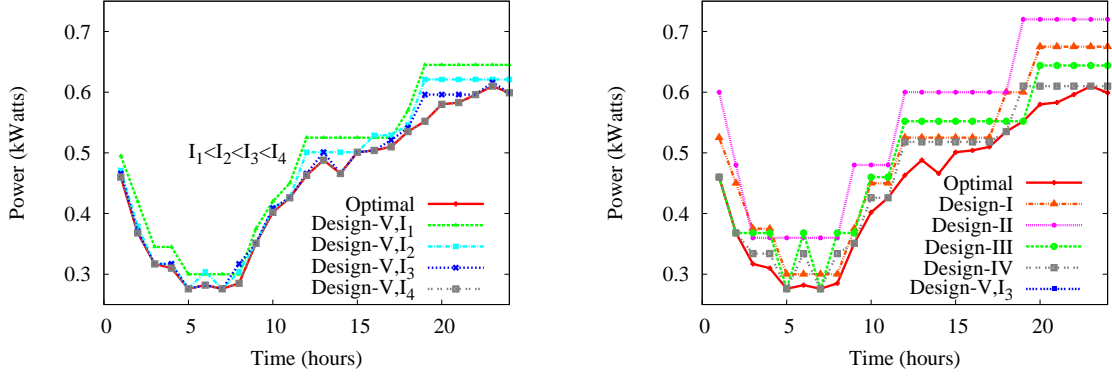 0.7
0.6
0.5
0.4
0.3
Power (kWatts)
I₁<I₂<I₃<I₄
Optimal
Design-V,I₁
Design-V,I₂
Design-V,I₃
Design-V,I₄
0 5 10 15 20
Time (hours)
0.7
0.6
0.5
0.4
0.3
Power (kWatts)
Optimal
Design-I
Design-II
Design-III
Design-IV
Design-V,I₃
0 5 10 15 20
Time (hours)